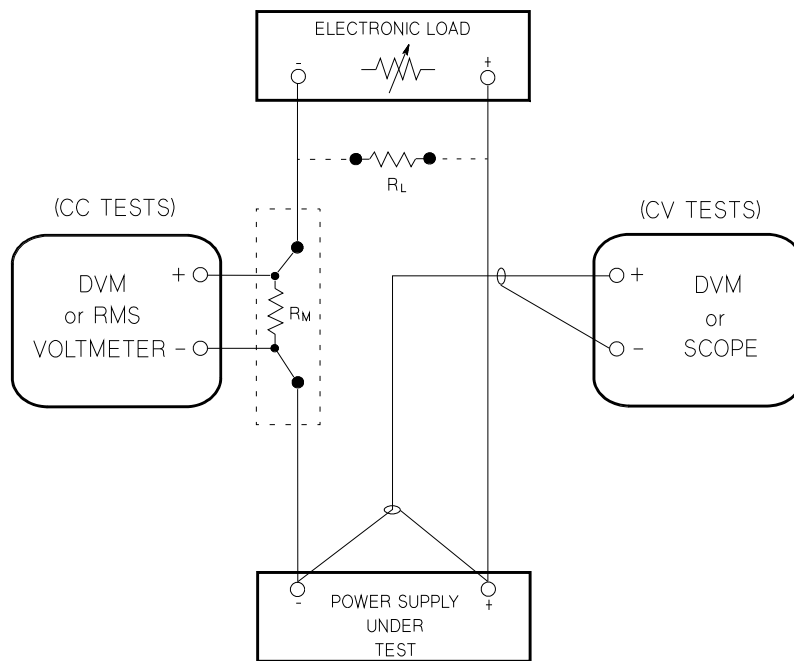 ELECTRONIC LOAD
- +
R_L
(CC TESTS)
(CV TESTS)
+
DVM
or RMS
VOLTMETER
-
R_M
+
-
DVM
or
SCOPE
- +
POWER SUPPLY
UNDER
TEST